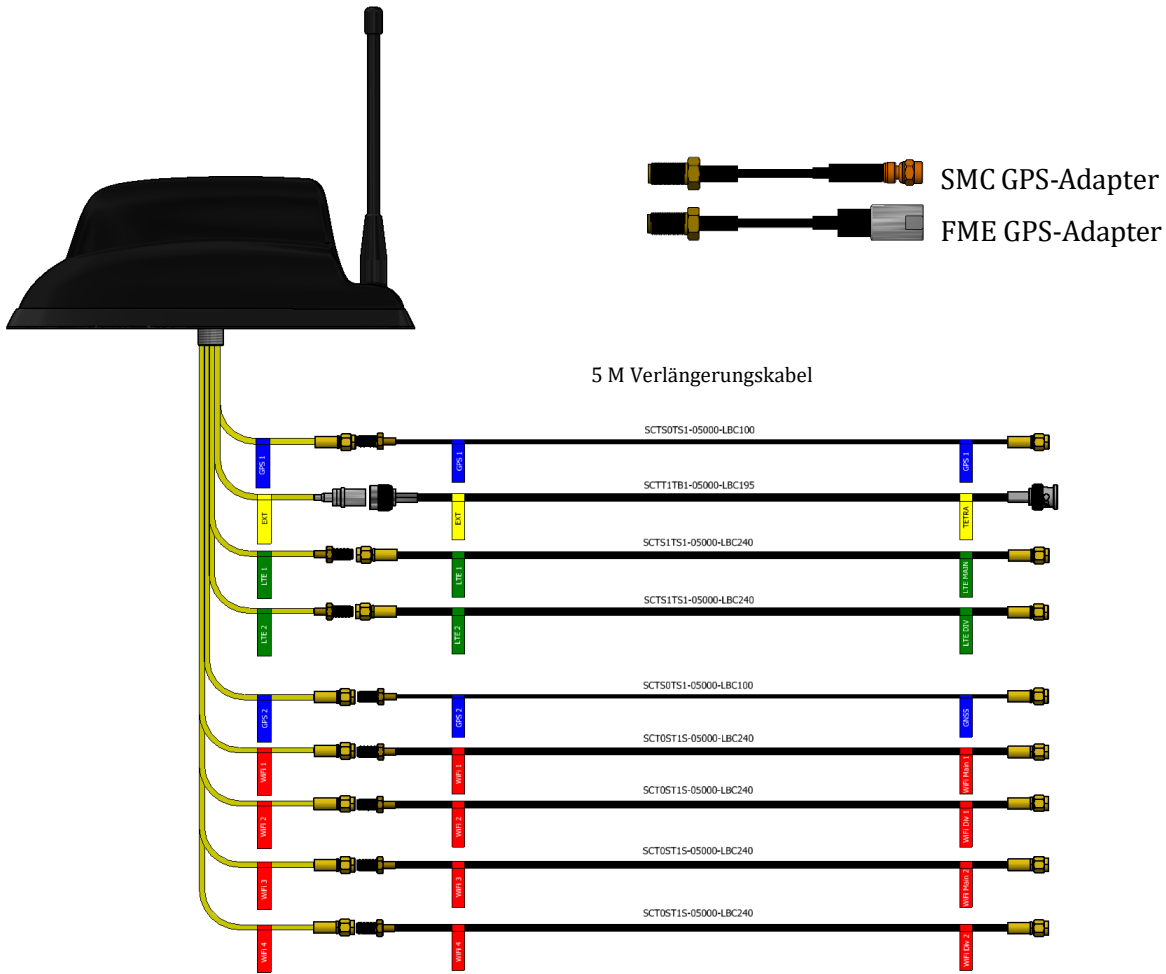 SMC GPS-Adapter
FME GPS-Adapter
5 M Verlängerungskabel
SCTS0TS1-05000-LBC100
GPS 1
GPS 1
GPS 1
SCTT1TB1-05000-LBC195
EXT
EXT
TETRA
SCTS1TS1-05000-LBC240
LTE 1
LTE 1
LTE MAIN
SCTS1TS1-05000-LBC240
LTE 2
LTE 2
LTE DIV
SCTS0TS1-05000-LBC100
GPS 2
GPS 2
GNSS
SCT0ST1S-05000-LBC240
WiFi 1
WiFi 1
WiFi Main 1
SCT0ST1S-05000-LBC240
WiFi 2
WiFi 2
WiFi Div 1
SCT0ST1S-05000-LBC240
WiFi 3
WiFi 3
WiFi Main 2
SCT0ST1S-05000-LBC240
WiFi 4
WiFi 4
WiFi Div 2